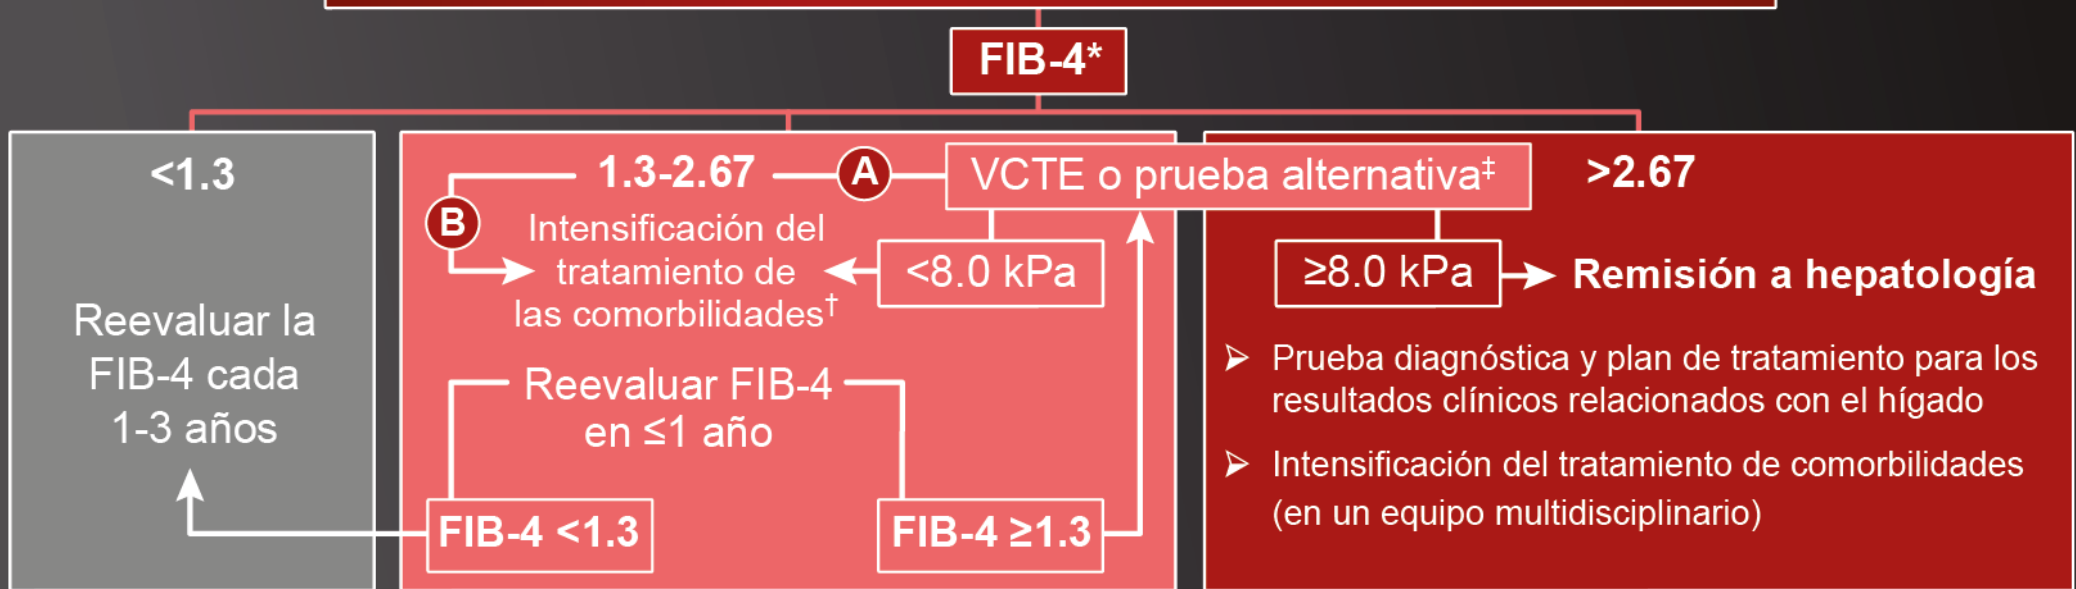 FIB-4*
<1.3
Reevaluar la
FIB-4 cada
1-3 años
1.3-2.67
A
VCTE o prueba alternativa‡
B
Intensificación del
tratamiento de
las comorbilidades†
<8.0 kPa
Reevaluar FIB-4
en ≤1 año
FIB-4 <1.3
FIB-4 ≥1.3
>2.67
≥8.0 kPa
Remisión a hepatología
➢ Prueba diagnóstica y plan de tratamiento para los
resultados clínicos relacionados con el hígado
➢ Intensificación del tratamiento de comorbilidades
(en un equipo multidisciplinario)